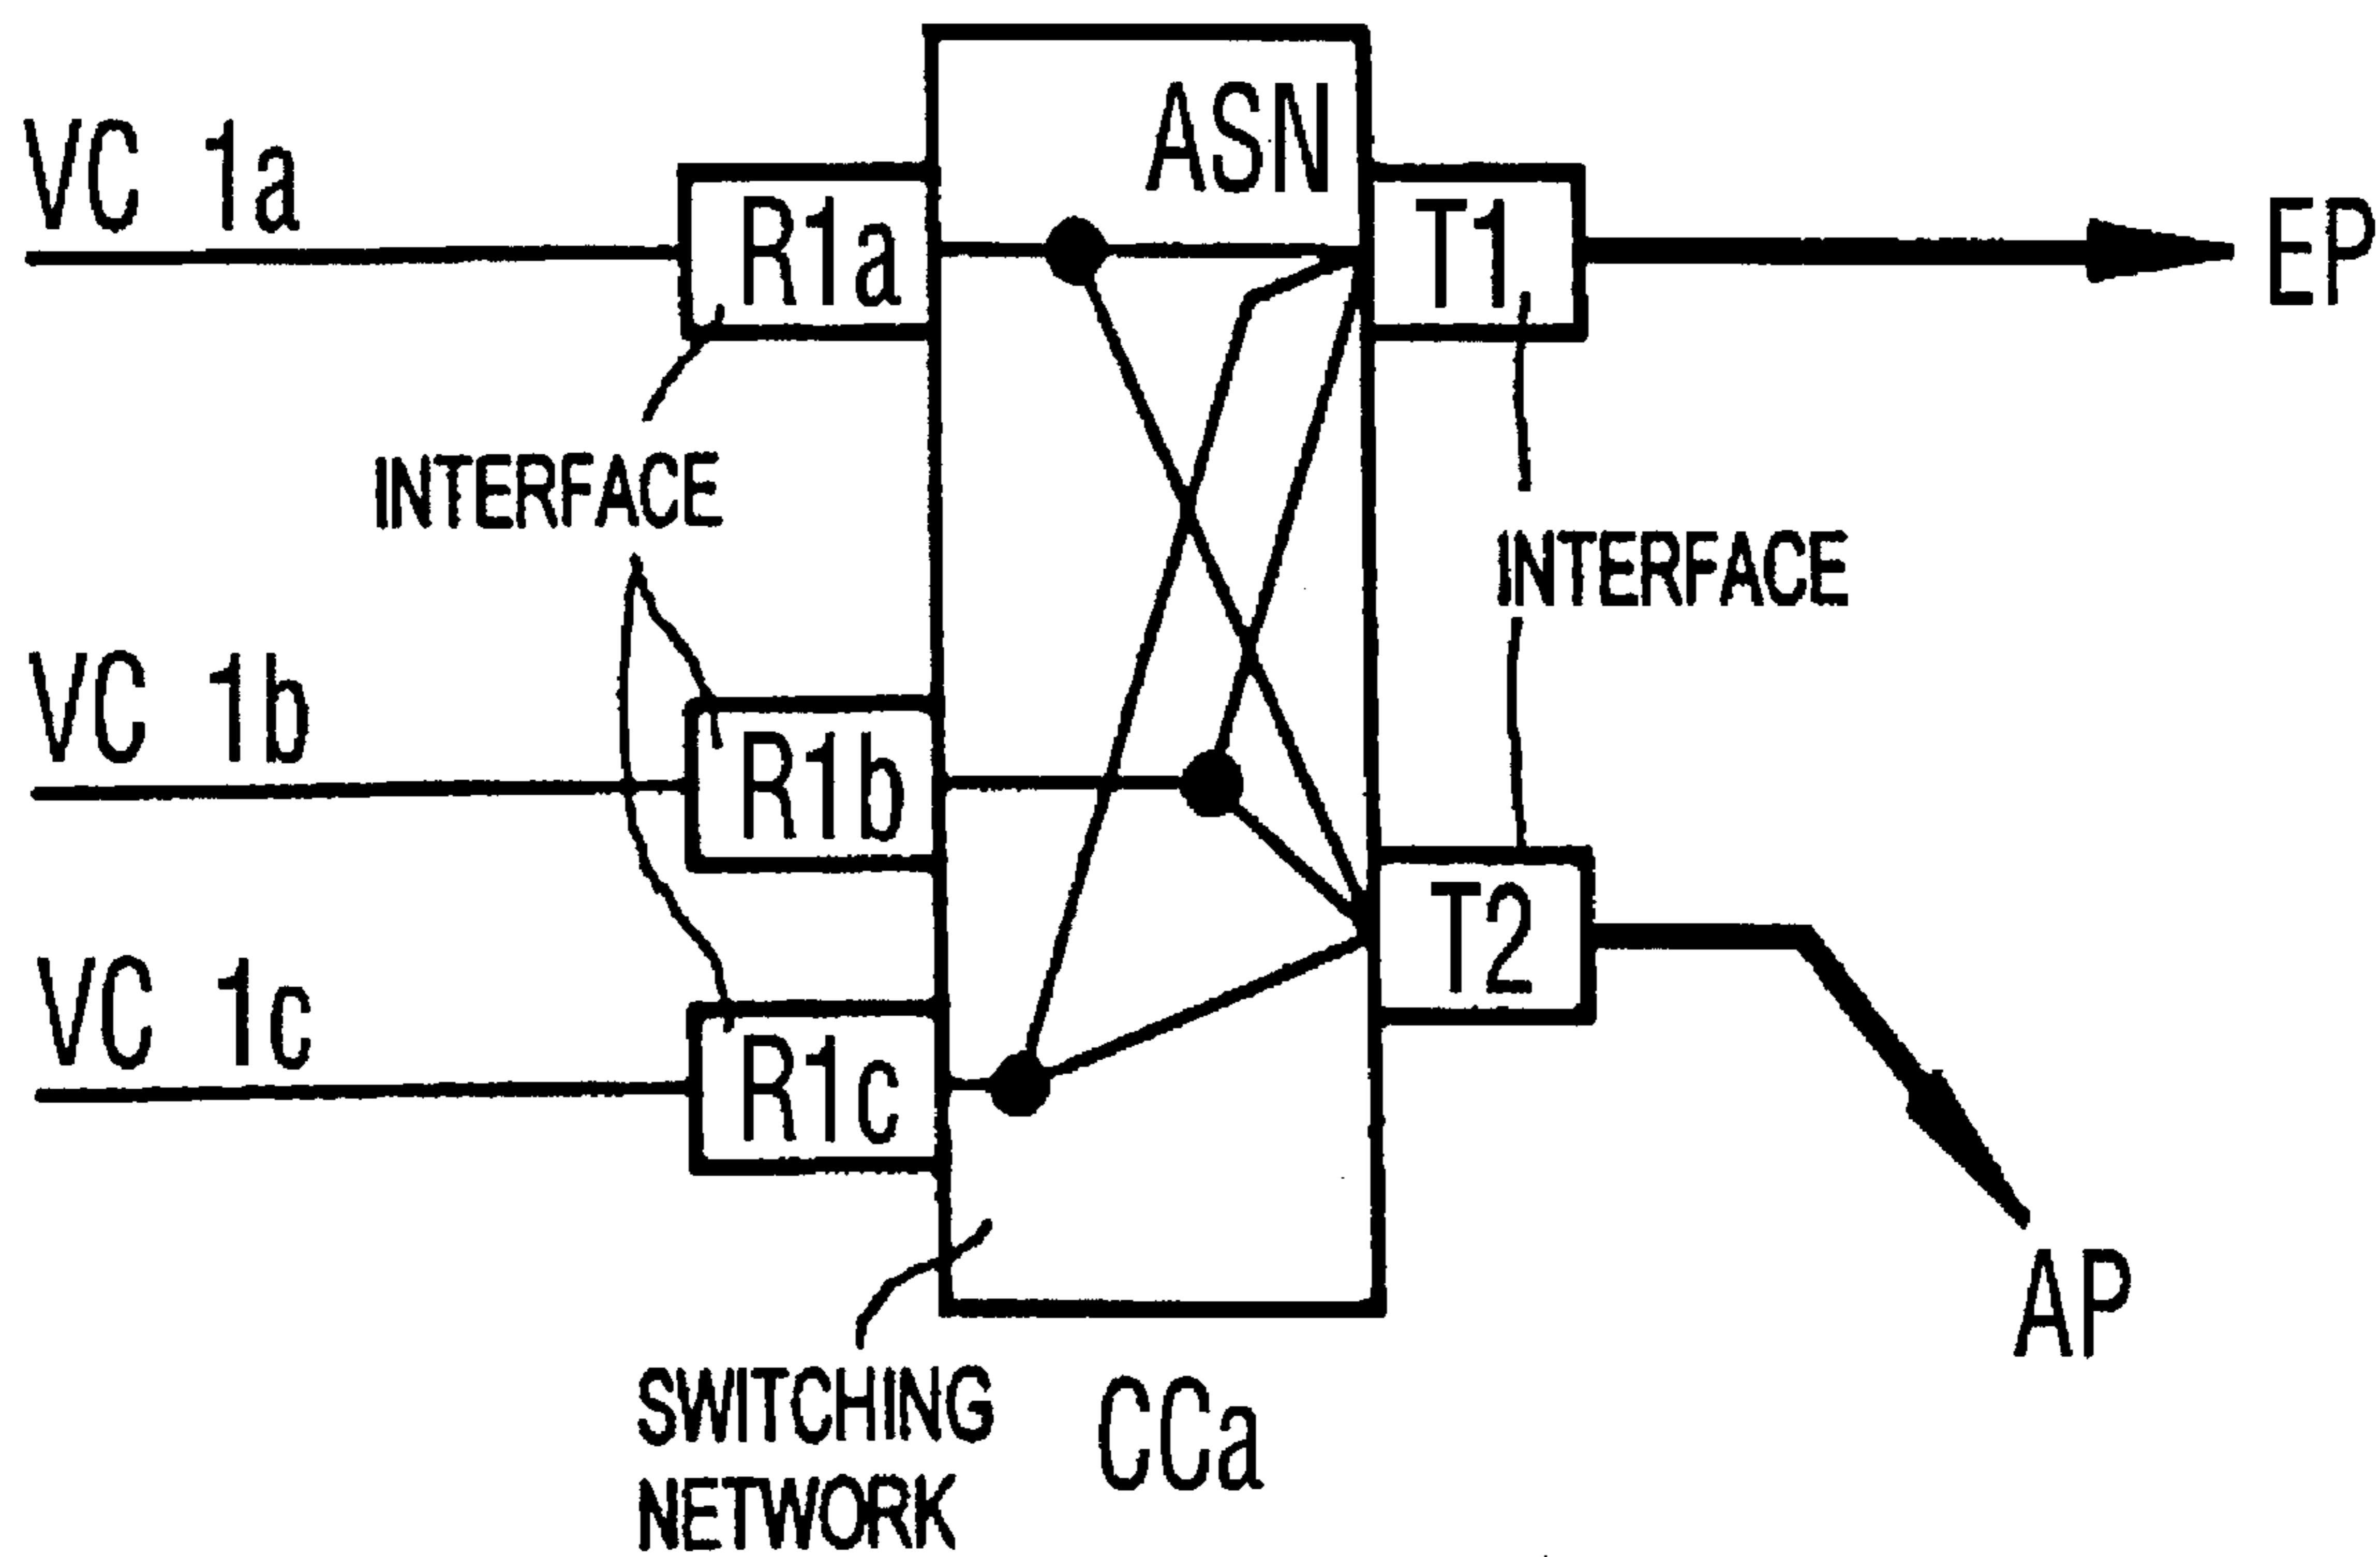 ASN
VC 1a
R1a
T1
EP
INTERFACE
INTERFACE
VC 1b
R1b
T2
VC 1c
R1c
AP
SWITCHING
NETWORK
CCa